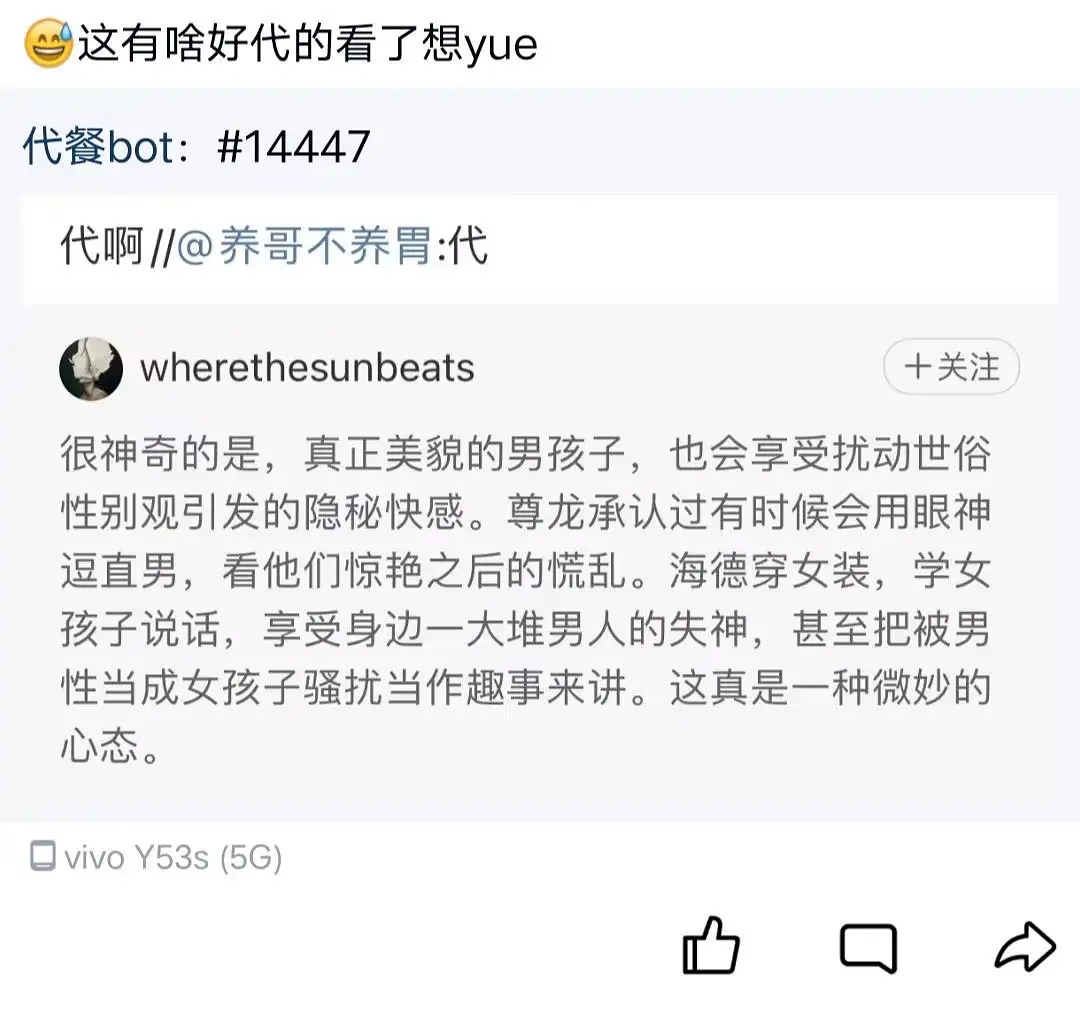 😅这有啥好代的看了想yue
代餐bot：#14447
代啊//@养哥不养胃:代
wherethesunbeats
+关注
很神奇的是，真正美貌的男孩子，也会享受扰动世俗
性别观引发的隐秘快感。尊龙承认过有时候会用眼神
逗直男，看他们惊艳之后的慌乱。海德穿女装，学女
孩子说话，享受身边一大堆男人的失神，甚至把被男
性当成女孩子骚扰当作趣事来讲。这真是一种微妙的
心态。
vivo Y53s (5G)